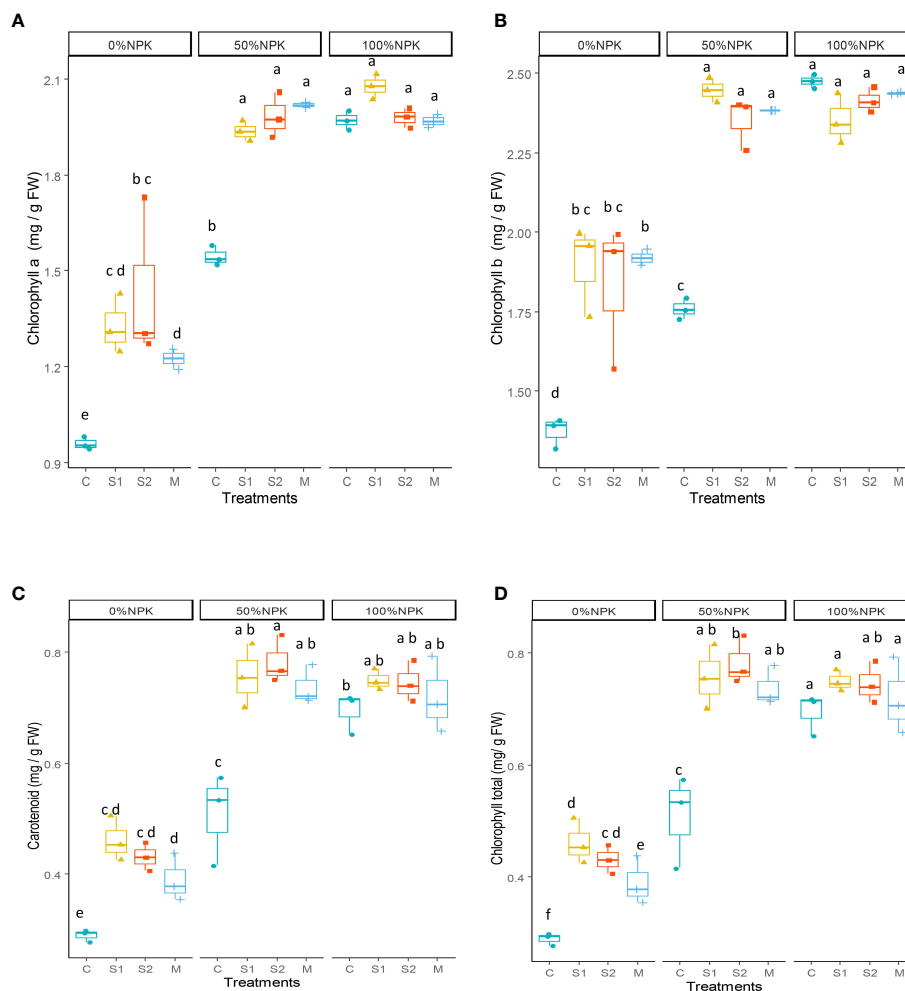 A
0%NPK 50%NPK 100%NPK
Chlorophyll a (mg / g FW)
2.1
1.8
1.5
1.2
0.9
e
c d
b c
d
b
a
a
a
a
a
a
a
C S1 S2 M C S1 S2 M C S1 S2 M
Treatments
B
0%NPK 50%NPK 100%NPK
Chlorophyll b (mg / g FW)
2.50
2.25
2.00
1.75
1.50
d
b c
b c
b
c
a
a
a
a
a
a
a
C S1 S2 M C S1 S2 M C S1 S2 M
Treatments
C
0%NPK 50%NPK 100%NPK
Carotenoid (mg / g FW)
0.8
0.6
0.4
e
c d
c d
d
c
a b
a
a b
b
a b
a b
a b
C S1 S2 M C S1 S2 M C S1 S2 M
Treatments
D
0%NPK 50%NPK 100%NPK
Chlorophyll total (mg/ g FW)
0.8
0.6
0.4
f
d
c d
e
c
a b
b
a b
a
a
a b
a
C S1 S2 M C S1 S2 M C S1 S2 M
Treatments